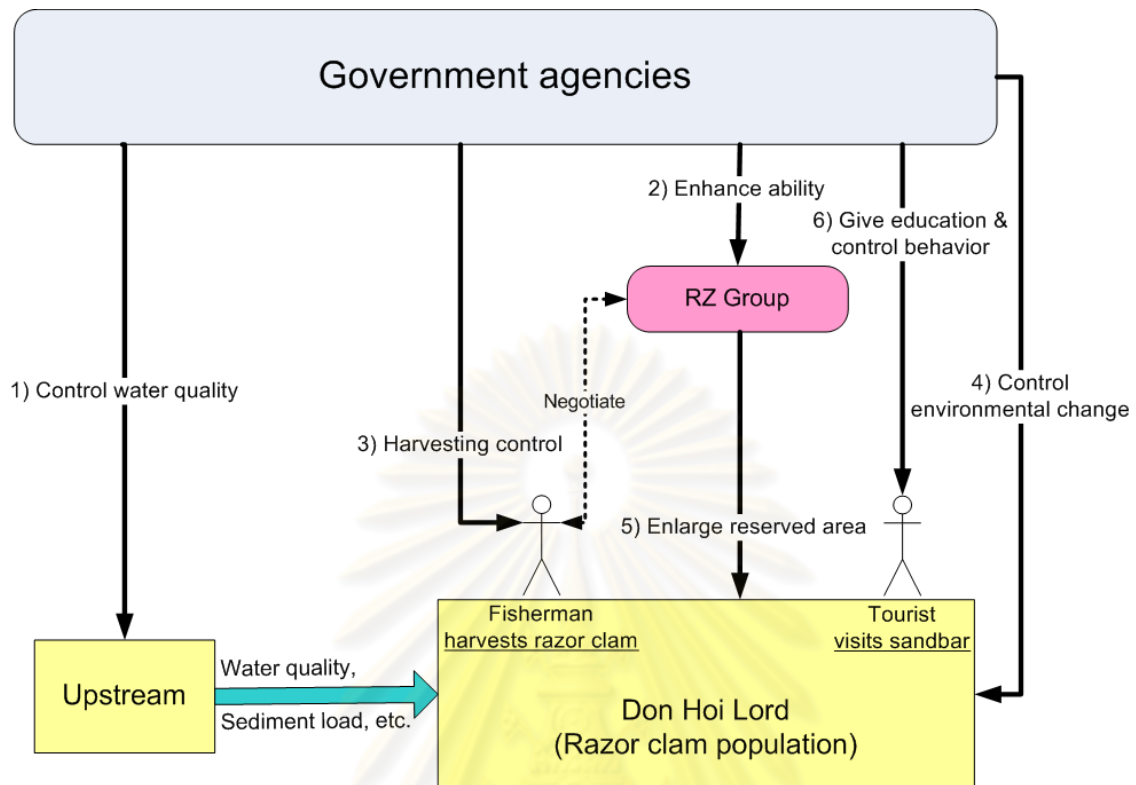 Government agencies
2) Enhance ability
6) Give education &
control behavior
RZ Group
1) Control water quality
Negotiate
4) Control
environmental change
3) Harvesting control
5) Enlarge reserved area
Fisherman
harvests razor clam
Tourist
visits sandbar
Upstream
Water quality,
Sediment load, etc.
Don Hoi Lord
(Razor clam population)